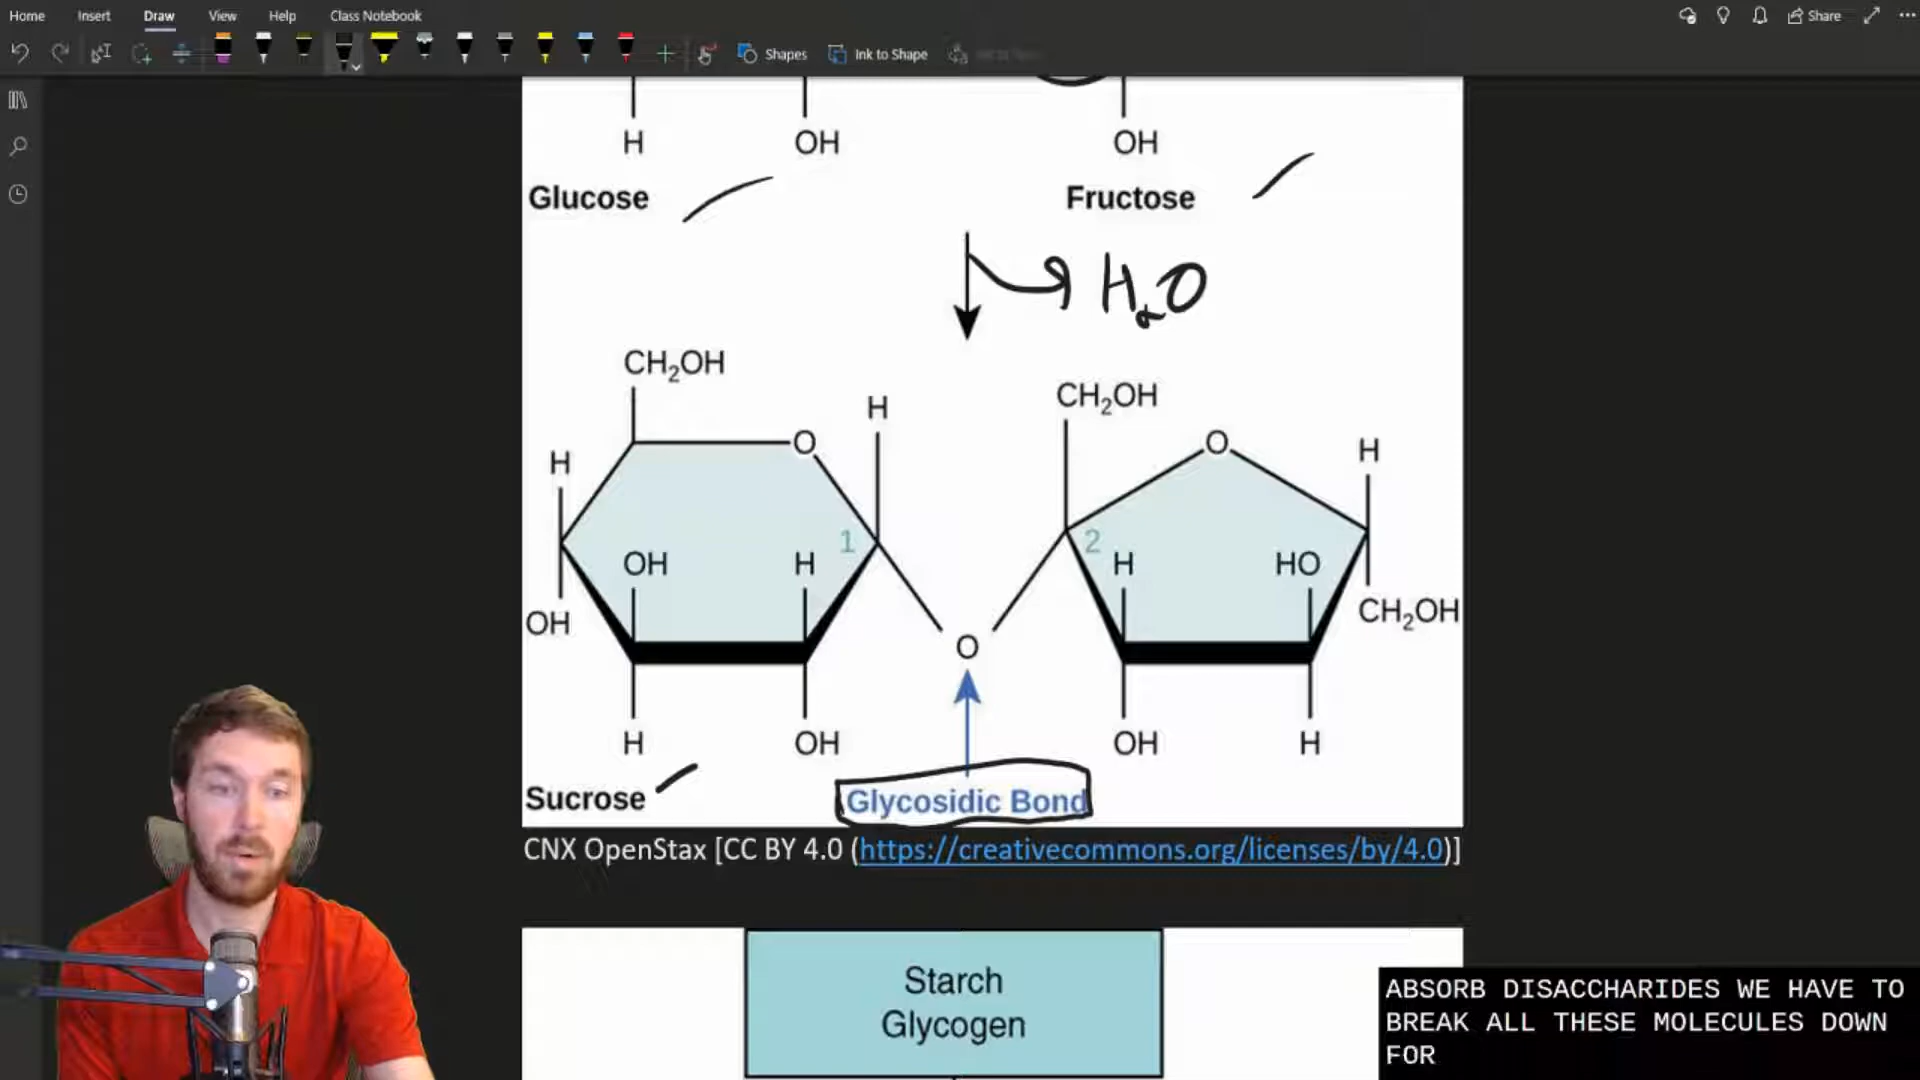 Home Insert Draw View Help Class Notebook Share
Shapes Ink to Shape
H OH OH
Glucose Fructose
H₂O
CH₂OH
CH₂OH
H
O O H
H
1 2
OH H H HO
OH CH₂OH
O
H OH OH H
Sucrose Glycosidic Bond
CNX OpenStax [CC BY 4.0 (https://creativecommons.org/licenses/by/4.0)]
Starch
Glycogen
ABSORB DISACCHARIDES WE HAVE TO
BREAK ALL THESE MOLECULES DOWN
FOR